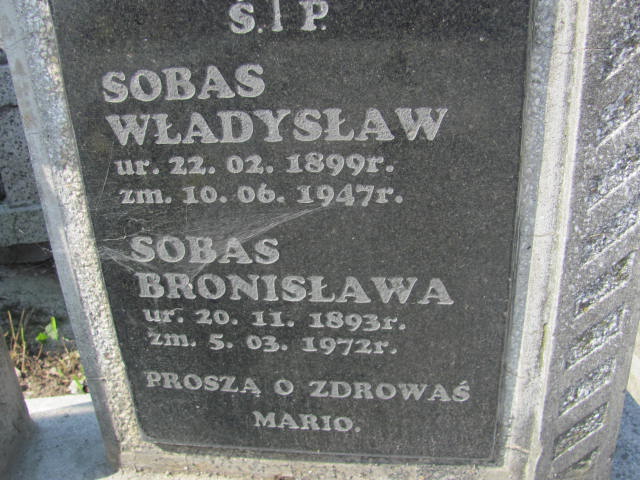 Ś. † P.
SOBAS
WŁADYSŁAW
ur. 22. 02. 1899r.
zm. 10. 06. 1947r.
SOBAS
BRONISŁAWA
ur. 20. 11. 1893r.
zm. 5. 03. 1972r.
PROSZĄ O ZDROWAŚ
MARIO.